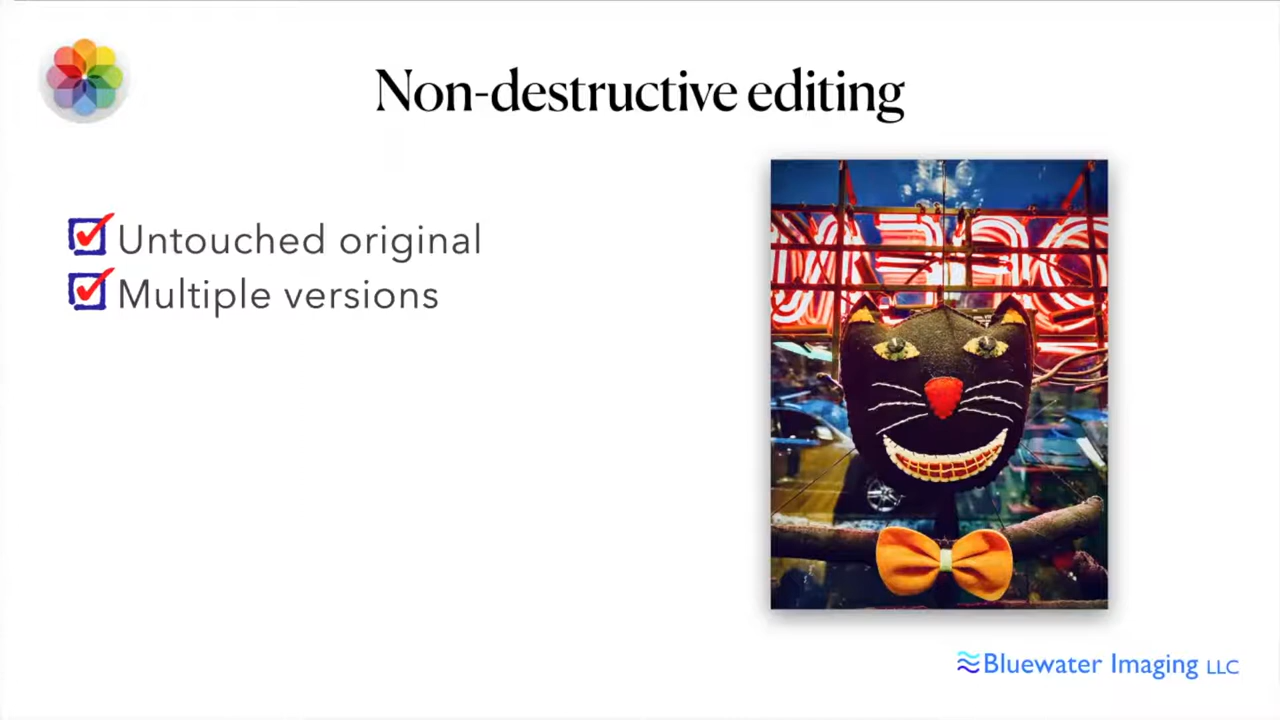 Non-destructive editing
Untouched original
Multiple versions
Bluewater Imaging LLC